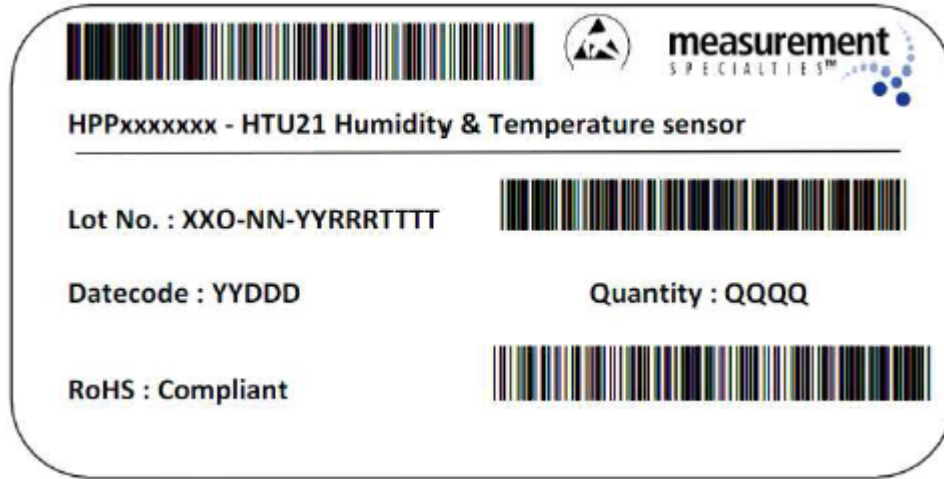 measurement
SPECIALTIES™
HPPxxxxxxx - HTU21 Humidity & Temperature sensor
Lot No. : XXO-NN-YYRRRTTTT
Datecode : YYDDD
Quantity : QQQQ
RoHS : Compliant